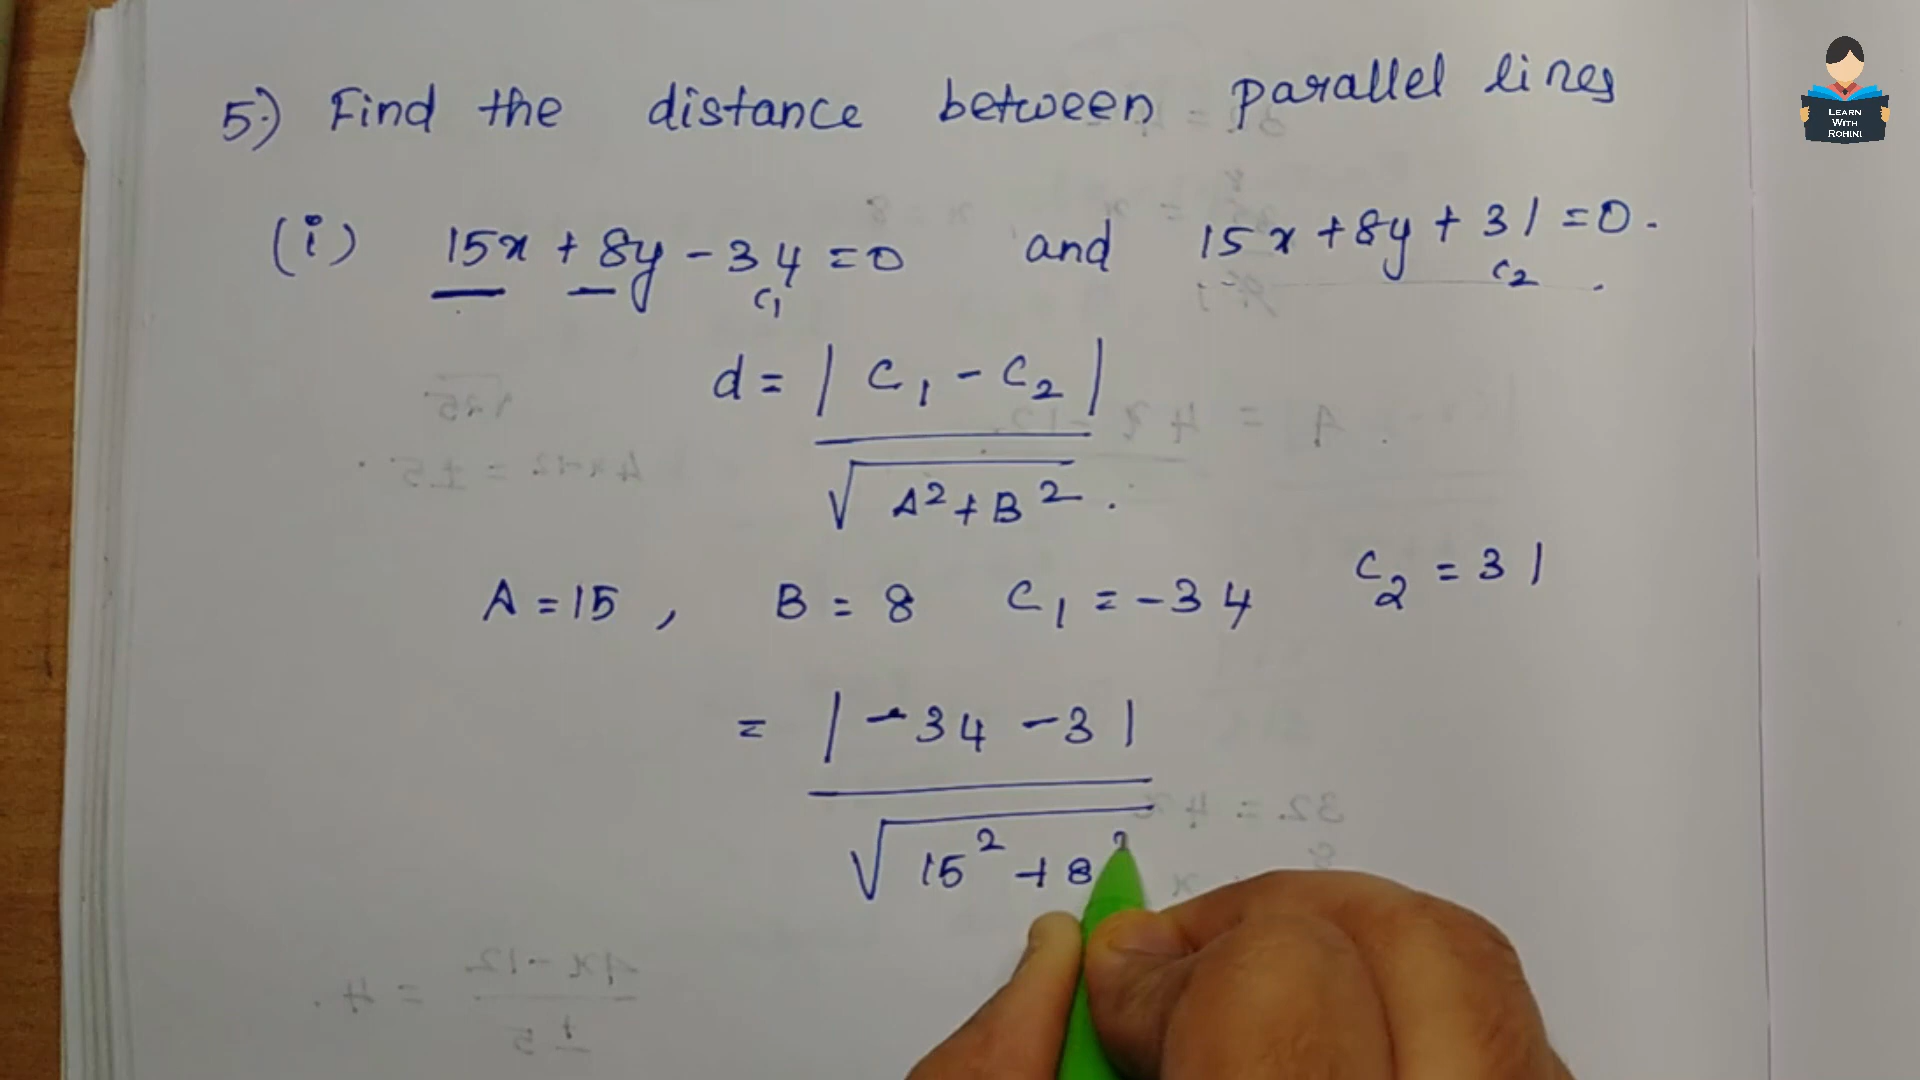 5.) Find the distance between parallel lines
LEARN
WITH
ROHINI
(i) 15x + 8y - 34 = 0 and 15x + 8y + 31 = 0.
C1 C2
d = | C1 - C2 |
√ A² + B² .
A = 15 , B = 8 C1 = -34 C2 = 31
= | -34 - 31
√ 15² + 8²